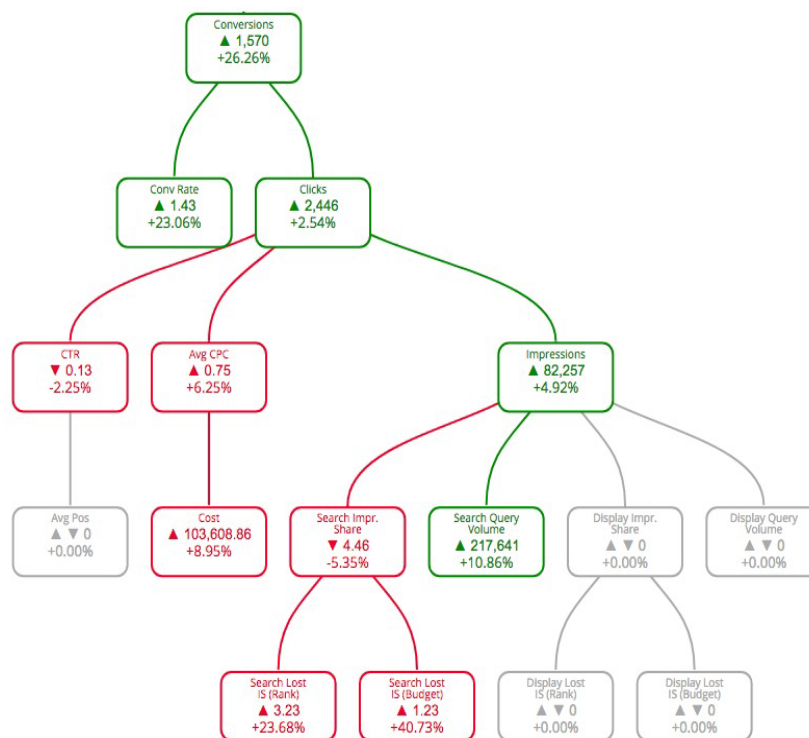 Conversions
▲ 1,570
+26.26%
Conv Rate
▲ 1.43
+23.06%
Clicks
▲ 2,446
+2.54%
CTR
▼ 0.13
-2.25%
Avg CPC
▲ 0.75
+6.25%
Impressions
▲ 82,257
+4.92%
Avg Pos
▲ ▼ 0
+0.00%
Cost
▲ 103,608.86
+8.95%
Search Impr.
Share
▼ 4.46
-5.35%
Search Query
Volume
▲ 217,641
+10.86%
Display Impr.
Share
▲ ▼ 0
+0.00%
Display Query
Volume
▲ ▼ 0
+0.00%
Search Lost
IS (Rank)
▲ 3.23
+23.68%
Search Lost
IS (Budget)
▲ 1.23
+40.73%
Display Lost
IS (Rank)
▲ ▼ 0
+0.00%
Display Lost
IS (Budget)
▲ ▼ 0
+0.00%